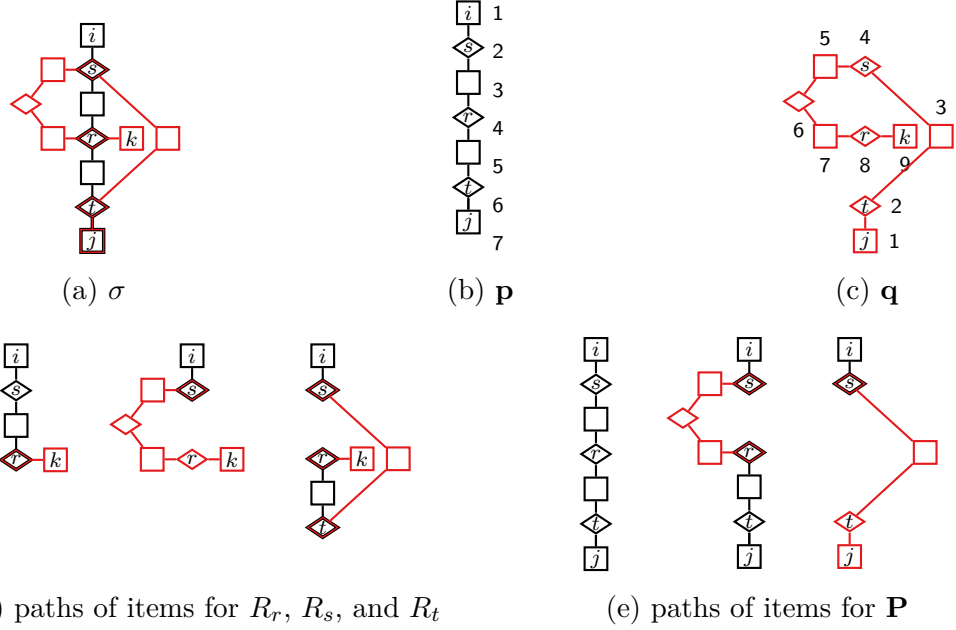 i
s
r
k
t
j
(a) σ
i 1
s 2
3
r 4
5
t 6
j 7
(b) p
5 4
s
3
6
r k
7 8 9
t 2
j 1
(c) q
i
s
r k
i
s
r k
i
s
r k
t
) paths of items for R_r, R_s, and R_t
i
s
r
t
j
i
s
r
t
j
i
s
t
j
(e) paths of items for P